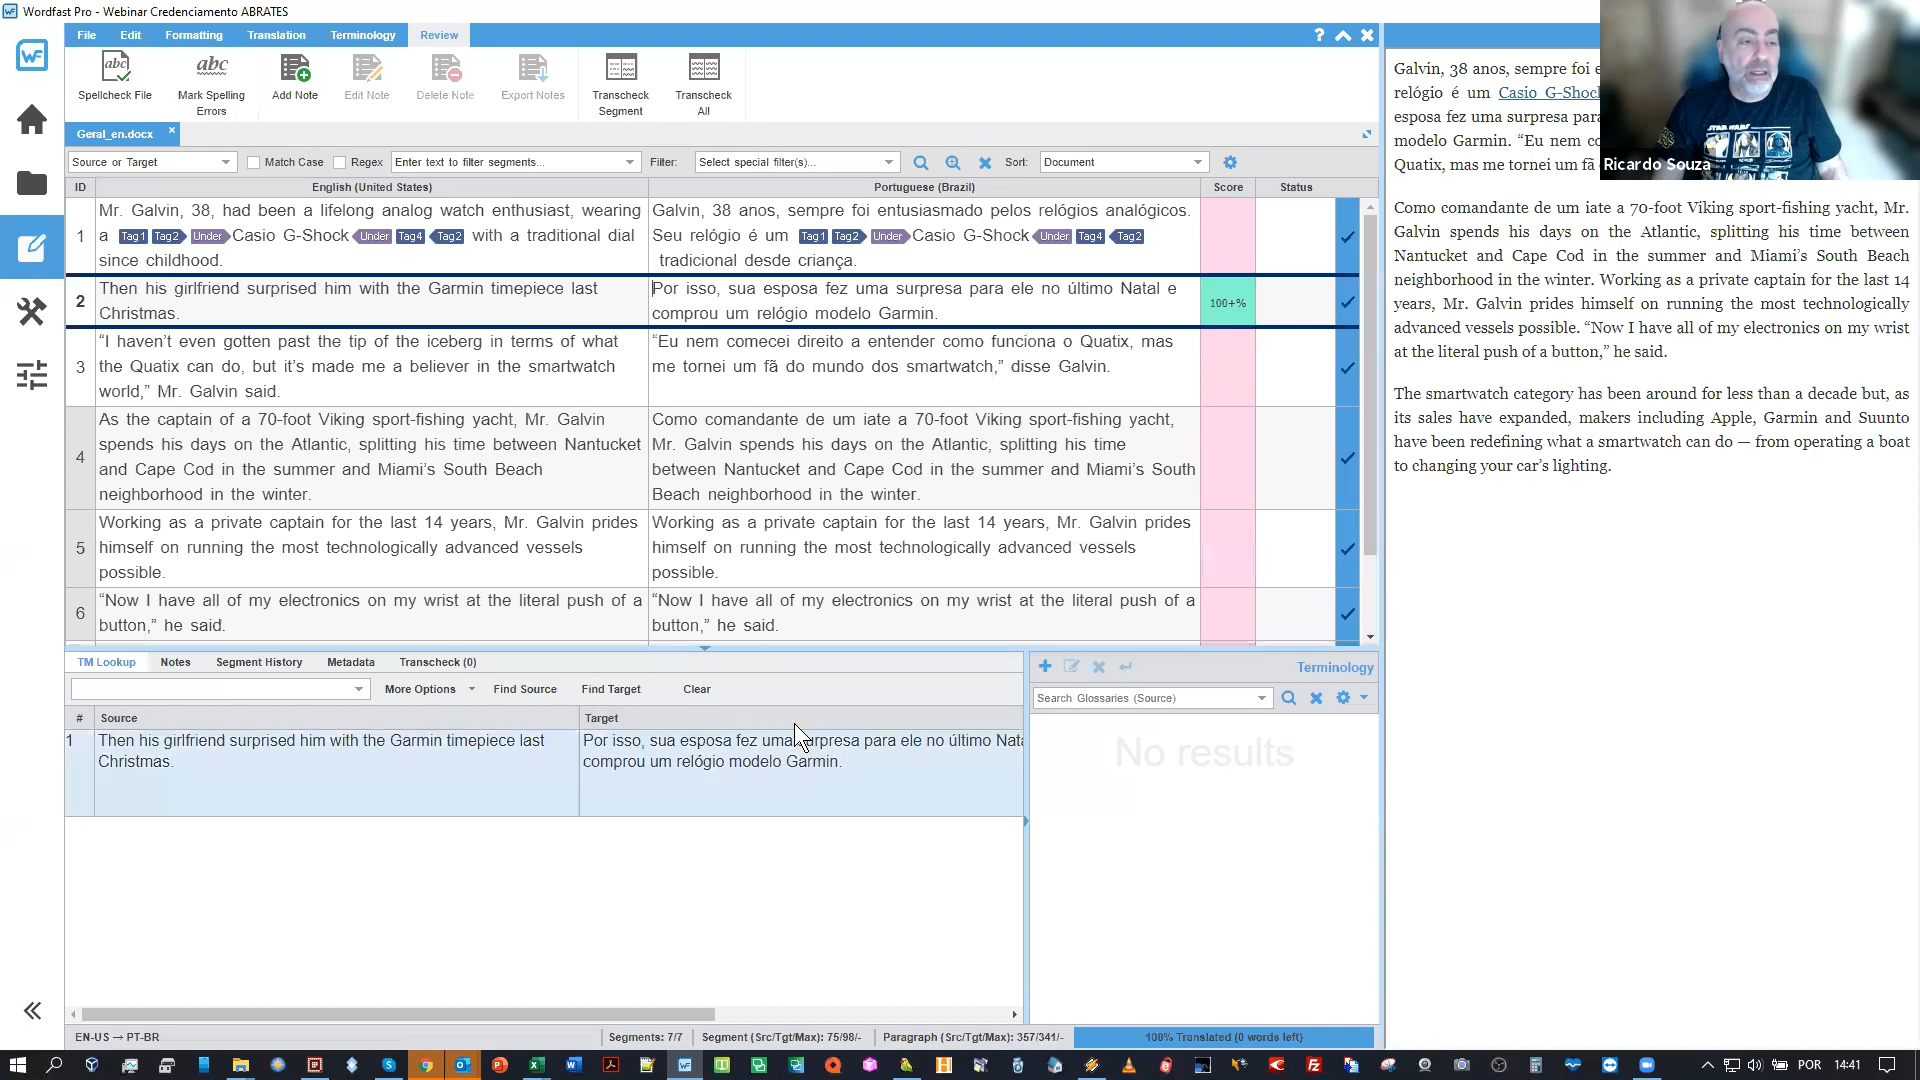 Wordfast Pro - Webinar Credenciamento ABRATES
File Edit Formatting Translation Terminology Review
Spellcheck File
Mark Spelling Errors
Add Note
Edit Note
Delete Note
Export Notes
Transcheck Segment
Transcheck All
Geral_en.docx
Source or Target
Match Case
Regex
Enter text to filter segments...
Filter:
Select special filter(s)...
Sort:
Document
ID
English (United States)
Portuguese (Brazil)
Score
Status
1
Mr. Galvin, 38, had been a lifelong analog watch enthusiast, wearing
a Tag1 Tag2 Under Casio G-Shock Under Tag4 Tag2 with a traditional dial
since childhood.
Galvin, 38 anos, sempre foi entusiasmado pelos relógios analógicos.
Seu relógio é um Tag1 Tag2 Under Casio G-Shock Under Tag4 Tag2
tradicional desde criança.
2
Then his girlfriend surprised him with the Garmin timepiece last
Christmas.
Por isso, sua esposa fez uma surpresa para ele no último Natal e
comprou um relógio modelo Garmin.
100+%
3
“I haven’t even gotten past the tip of the iceberg in terms of what
the Quatix can do, but it’s made me a believer in the smartwatch
world,” Mr. Galvin said.
“Eu nem comecei direito a entender como funciona o Quatix, mas
me tornei um fã do mundo dos smartwatch,” disse Galvin.
4
As the captain of a 70-foot Viking sport-fishing yacht, Mr. Galvin
spends his days on the Atlantic, splitting his time between Nantucket
and Cape Cod in the summer and Miami’s South Beach
neighborhood in the winter.
Como comandante de um iate a 70-foot Viking sport-fishing yacht,
Mr. Galvin spends his days on the Atlantic, splitting his time
between Nantucket and Cape Cod in the summer and Miami’s South
Beach neighborhood in the winter.
5
Working as a private captain for the last 14 years, Mr. Galvin prides
himself on running the most technologically advanced vessels
possible.
Working as a private captain for the last 14 years, Mr. Galvin prides
himself on running the most technologically advanced vessels
possible.
6
“Now I have all of my electronics on my wrist at the literal push of a
button,” he said.
“Now I have all of my electronics on my wrist at the literal push of a
button,” he said.
TM Lookup Notes Segment History Metadata Transcheck (0)
More Options Find Source Find Target Clear
# Source Target
1
Then his girlfriend surprised him with the Garmin timepiece last
Christmas.
Por isso, sua esposa fez uma surpresa para ele no último Nata
comprou um relógio modelo Garmin.
Terminology
Search Glossaries (Source)
No results
EN-US → PT-BR
Segments: 7/7
Segment (Src/Tgt/Max): 75/98/-
Paragraph (Src/Tgt/Max): 357/341/-
100% Translated (0 words left)
Galvin, 38 anos, sempre foi e
relógio é um Casio G-Shock
esposa fez uma surpresa para
modelo Garmin. “Eu nem co
Quatix, mas me tornei um fã
STAR WARS
Ricardo Souza
Como comandante de um iate a 70-foot Viking sport-fishing yacht, Mr.
Galvin spends his days on the Atlantic, splitting his time between
Nantucket and Cape Cod in the summer and Miami’s South Beach
neighborhood in the winter. Working as a private captain for the last 14
years, Mr. Galvin prides himself on running the most technologically
advanced vessels possible. “Now I have all of my electronics on my wrist
at the literal push of a button,” he said.
The smartwatch category has been around for less than a decade but, as
its sales have expanded, makers including Apple, Garmin and Suunto
have been redefining what a smartwatch can do — from operating a boat
to changing your car’s lighting.
POR
14:41